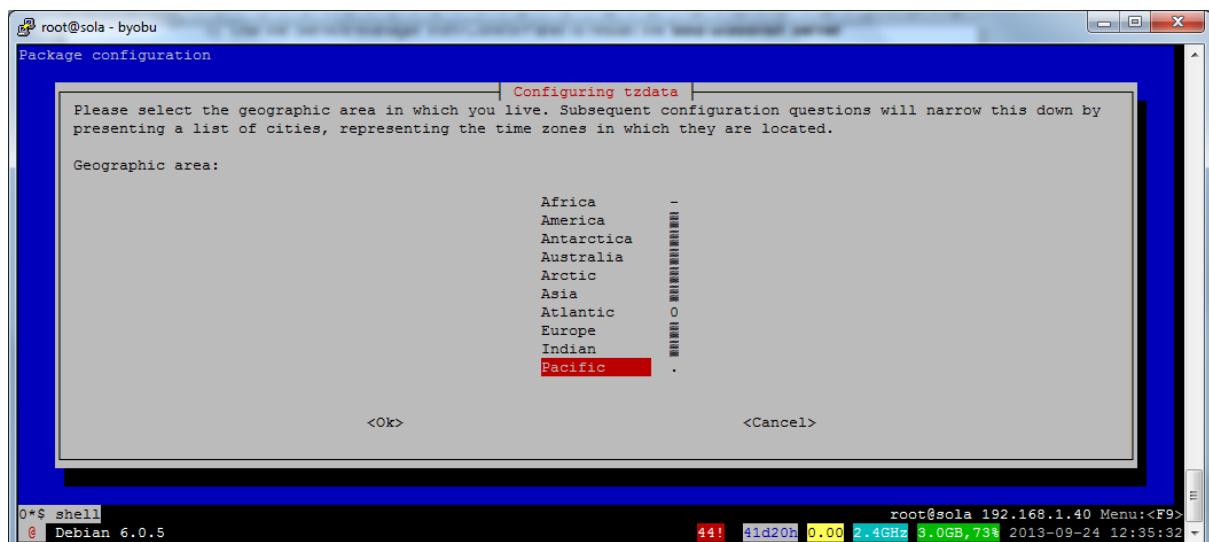 root@sola - byobu
Package configuration
Configuring tzdata
Please select the geographic area in which you live. Subsequent configuration questions will narrow this down by
presenting a list of cities, representing the time zones in which they are located.
Geographic area:
Africa -
America
Antarctica
Australia
Arctic
Asia
Atlantic 0
Europe
Indian
Pacific .
<Ok> <Cancel>
0*$ shell root@sola 192.168.1.40 Menu:<F9>
@ Debian 6.0.5 44! 41d20h 0.00 2.4GHz 3.0GB,73% 2013-09-24 12:35:32